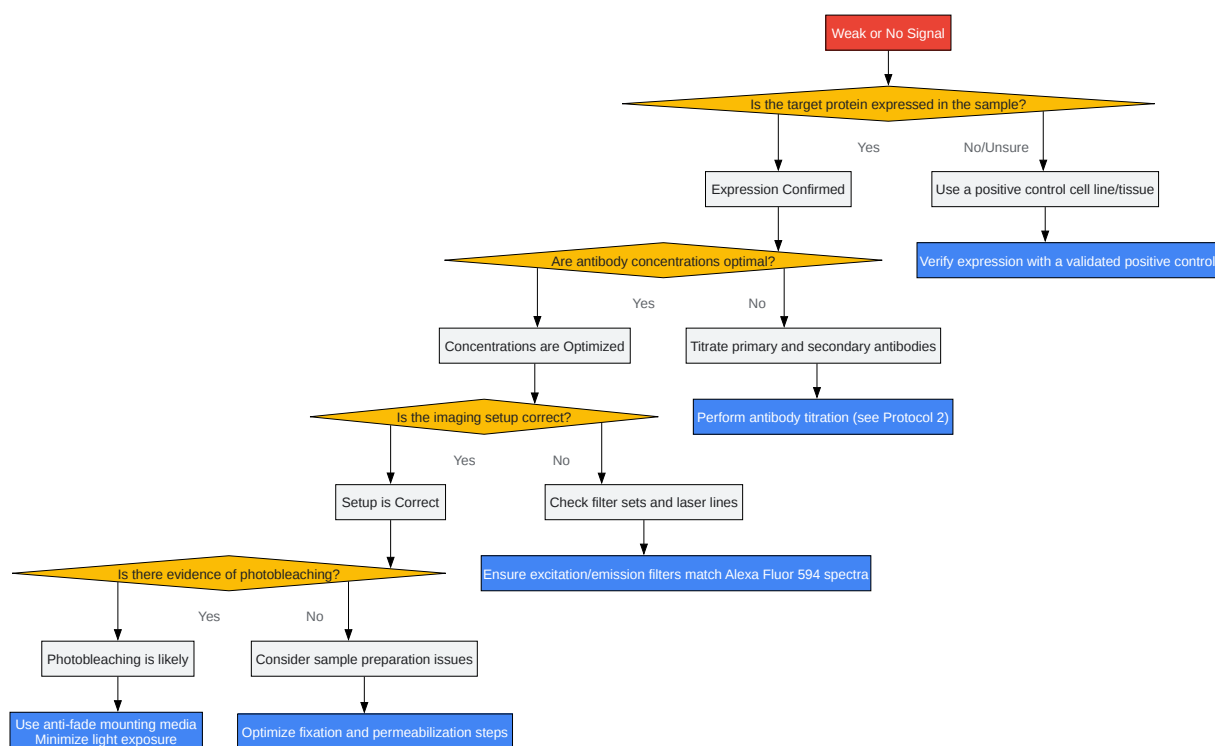 Weak or No Signal
Is the target protein expressed in the sample?
Yes
No/Unsure
Expression Confirmed
Use a positive control cell line/tissue
Are antibody concentrations optimal?
Verify expression with a validated positive control
Yes
No
Concentrations are Optimized
Titrate primary and secondary antibodies
Is the imaging setup correct?
Perform antibody titration (see Protocol 2)
Yes
No
Setup is Correct
Check filter sets and laser lines
Is there evidence of photobleaching?
Ensure excitation/emission filters match Alexa Fluor 594 spectra
Yes
No
Photobleaching is likely
Consider sample preparation issues
Use anti-fade mounting media
Minimize light exposure
Optimize fixation and permeabilization steps